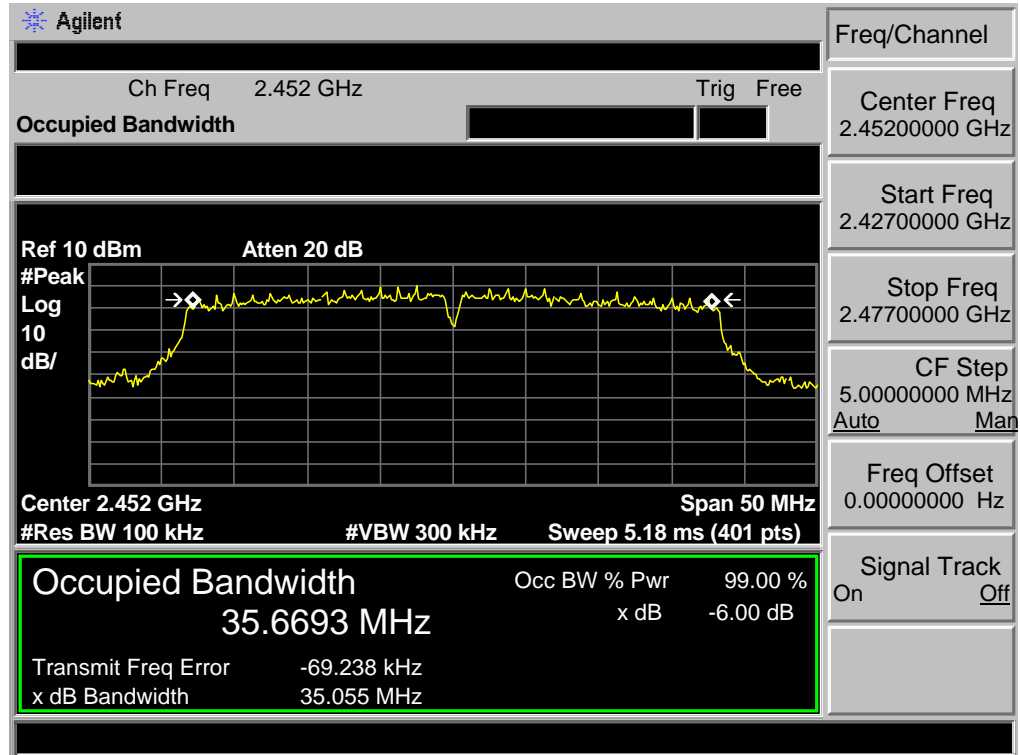 Agilent
Freq/Channel
Ch Freq 2.452 GHz Trig Free
Occupied Bandwidth
Center Freq
2.45200000 GHz
Start Freq
2.42700000 GHz
Stop Freq
2.47700000 GHz
CF Step
5.00000000 MHz
Auto Man
Freq Offset
0.00000000 Hz
Signal Track
On Off
Ref 10 dBm Atten 20 dB
#Peak
Log
10
dB/
Center 2.452 GHz Span 50 MHz
#Res BW 100 kHz #VBW 300 kHz Sweep 5.18 ms (401 pts)
Occupied Bandwidth
35.6693 MHz
Occ BW % Pwr 99.00 %
x dB -6.00 dB
Transmit Freq Error -69.238 kHz
x dB Bandwidth 35.055 MHz